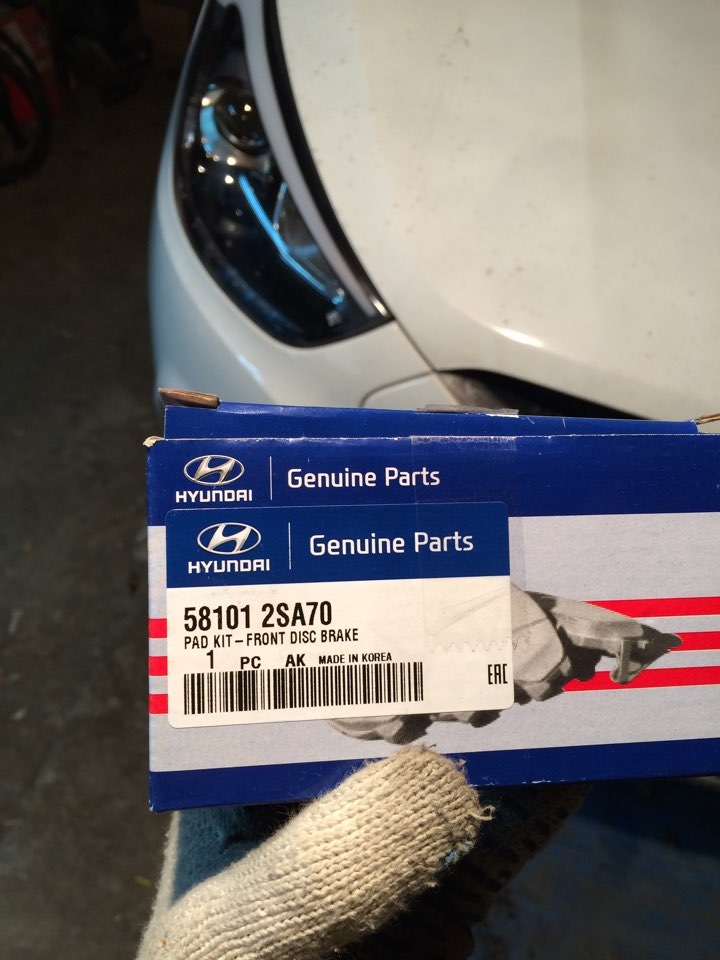 HYUNDAI
Genuine Parts
HYUNDAI
Genuine Parts
58101 2SA70
PAD KIT-FRONT DISC BRAKE
1 PC AK MADE IN KOREA
EAC